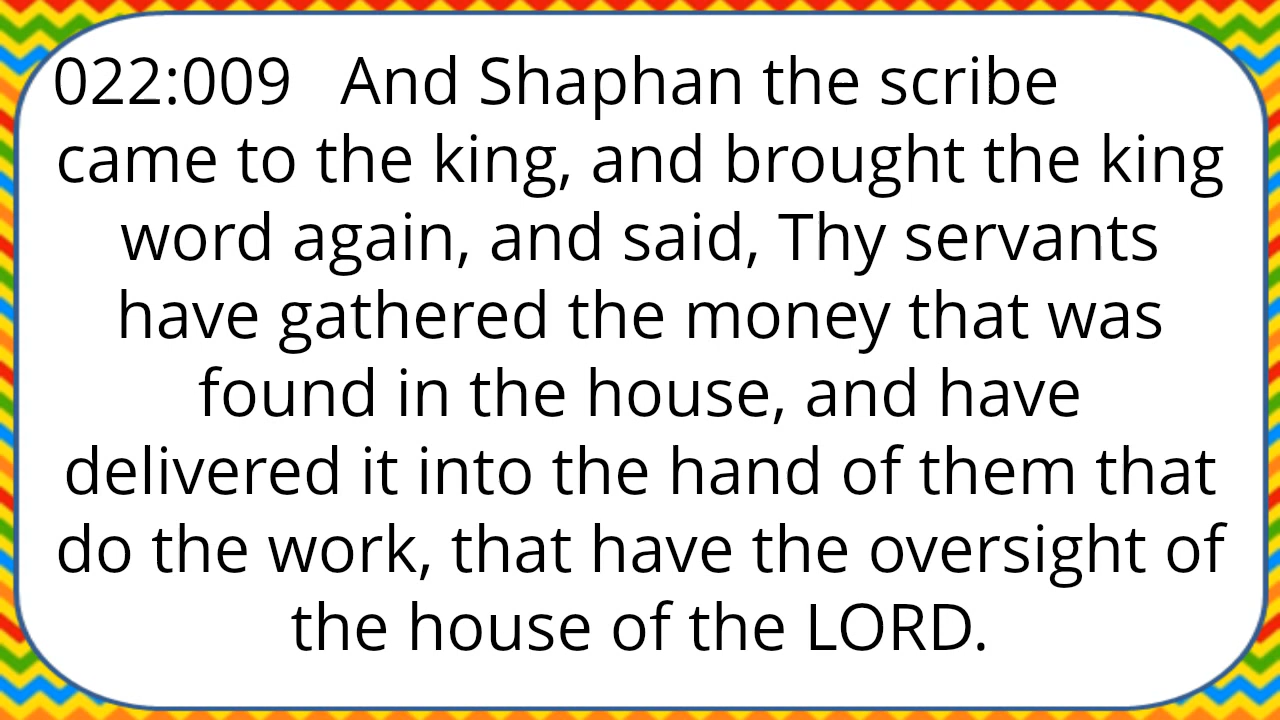 022:009   And Shaphan the scribe
came to the king, and brought the king
word again, and said, Thy servants
have gathered the money that was
found in the house, and have
delivered it into the hand of them that
do the work, that have the oversight of
the house of the LORD.